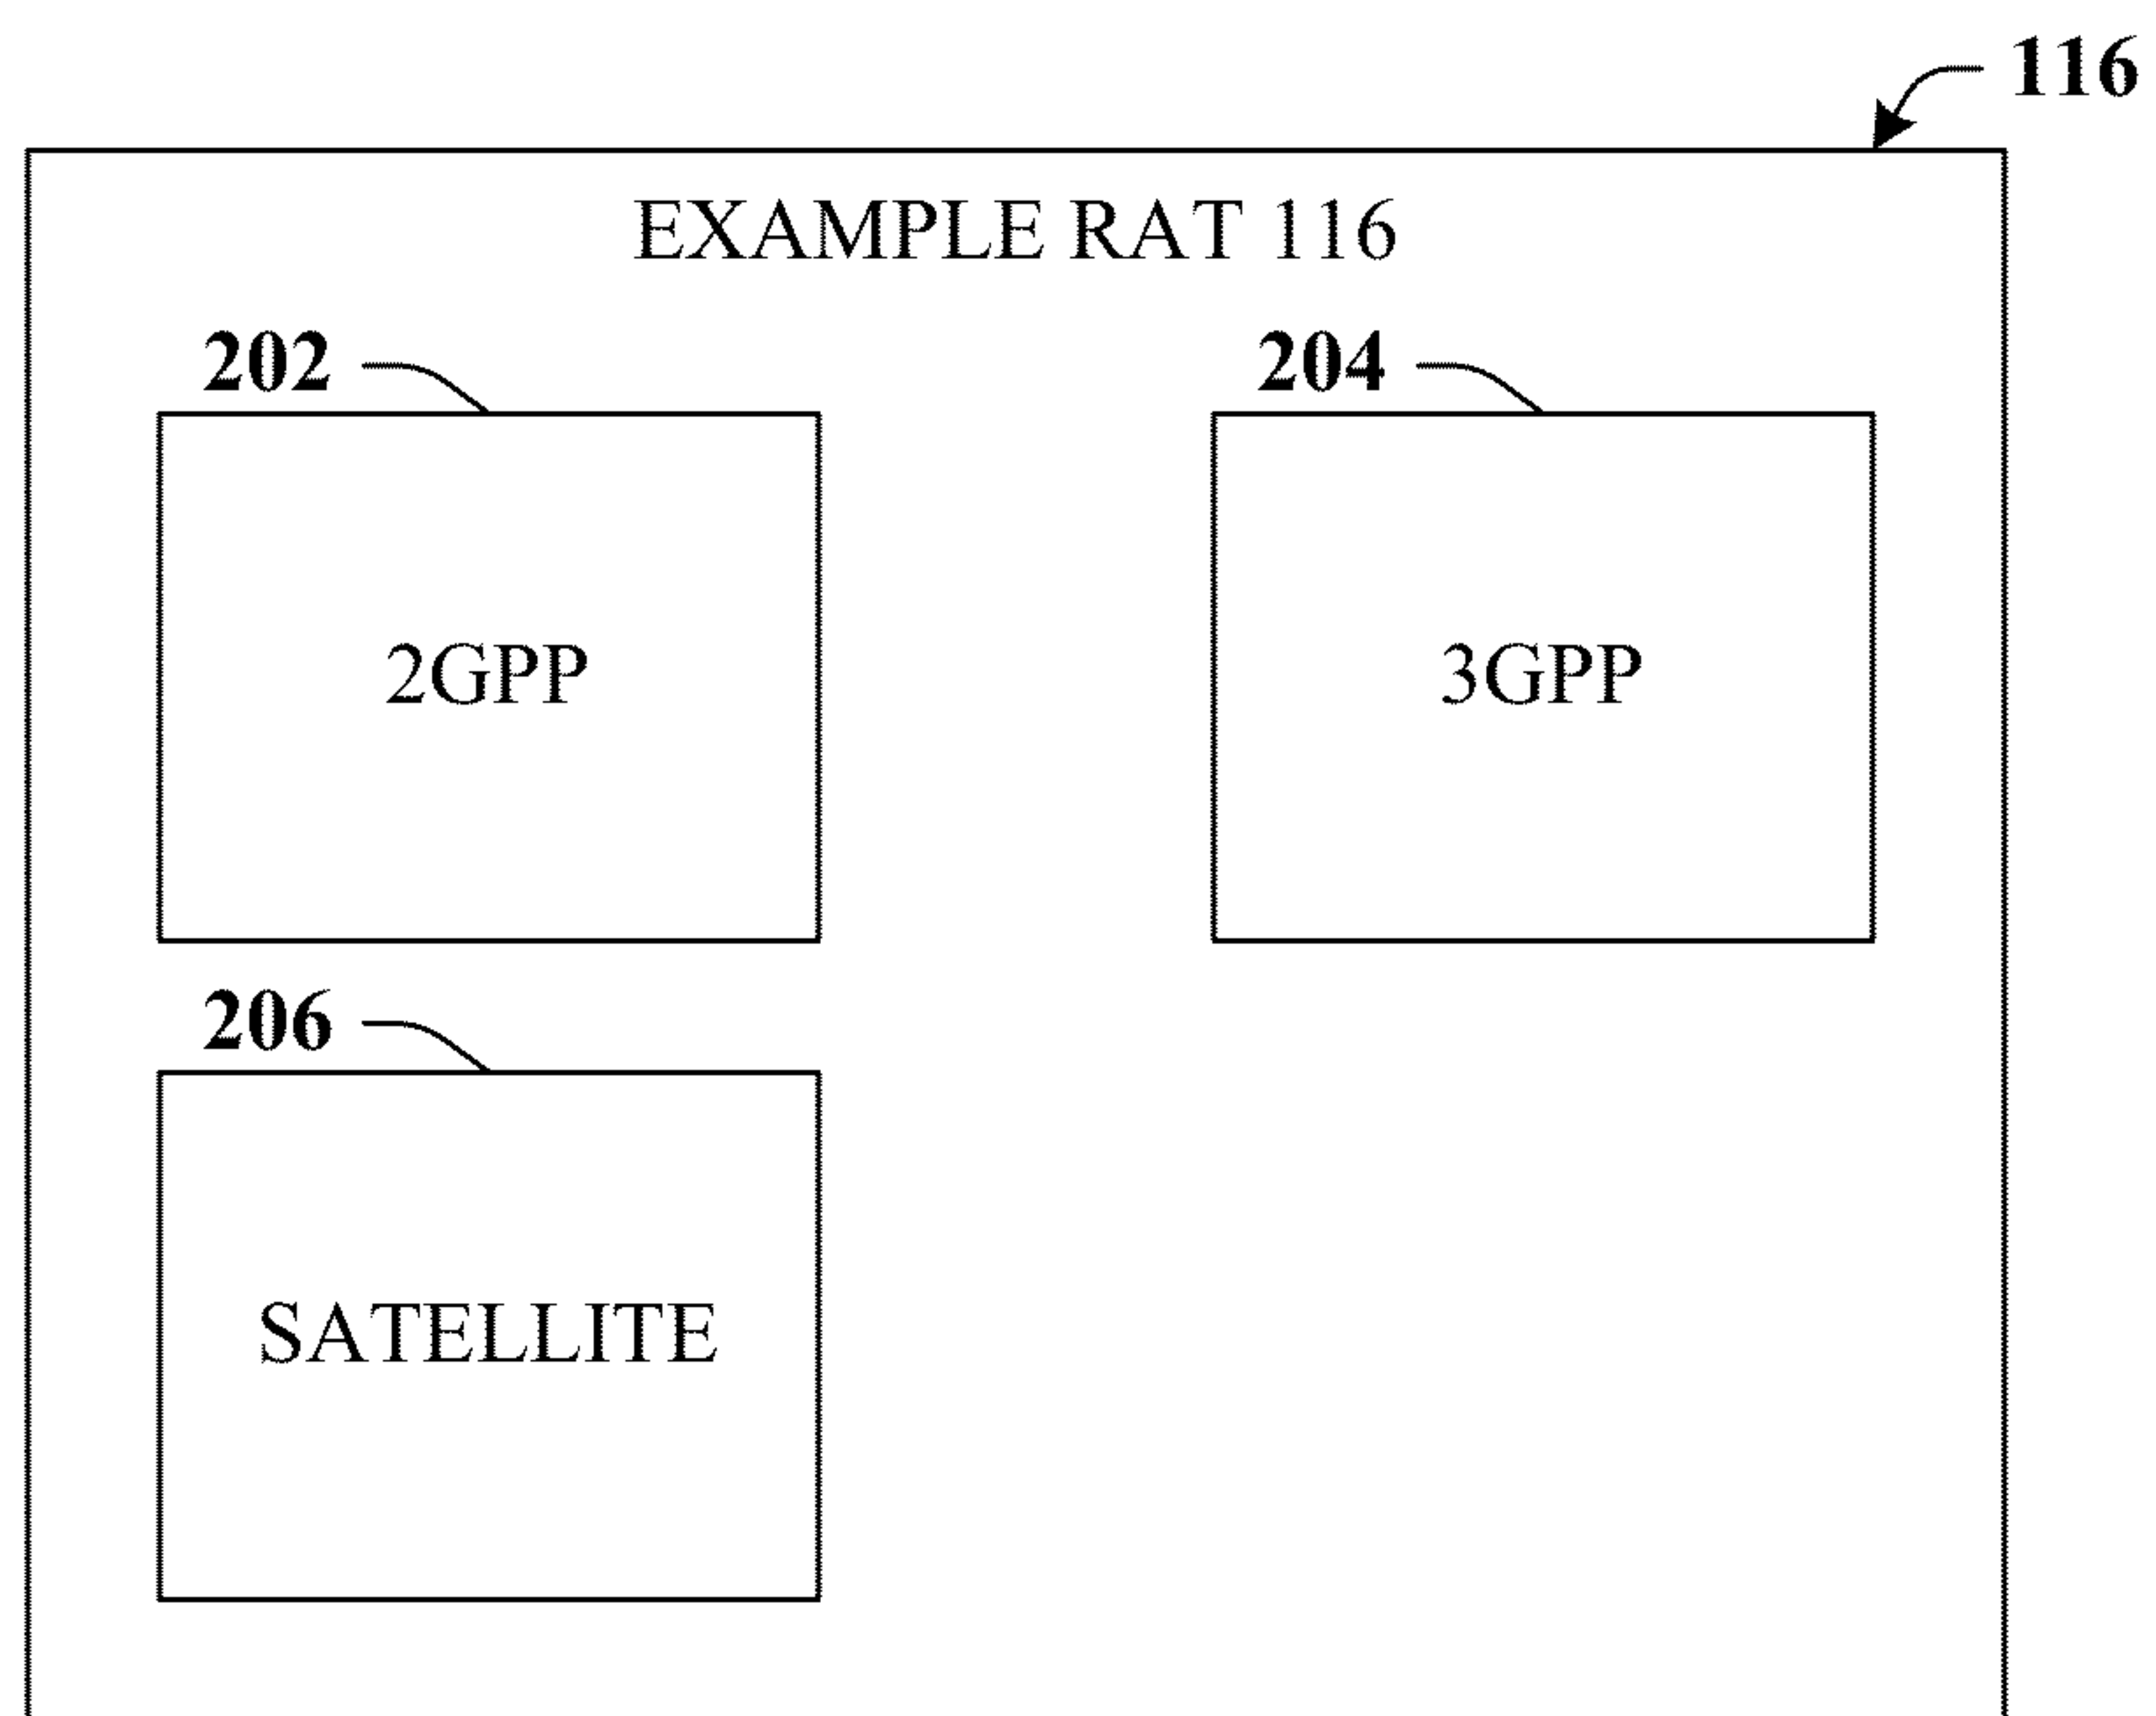 116
EXAMPLE RAT 116
202
204
2GPP
3GPP
206
SATELLITE